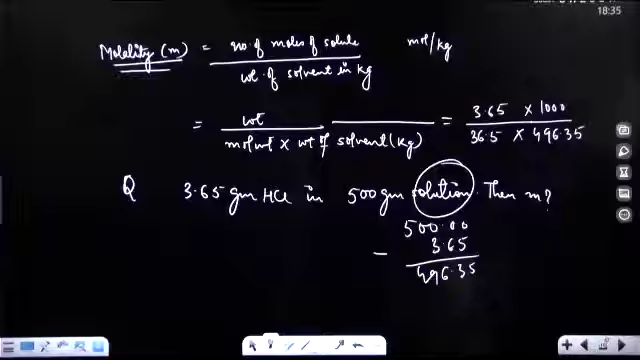 18:35
Molality (m) = no. of moles of solute / wt. of solvent in kg mol/kg
= wt / mol wt x wt of solvent (kg) = 3.65 x 1000 / 36.5 x 496.35
Q 3.65 gm HCl in 500 gm solution. Then m?
500.00
- 3.65
496.35